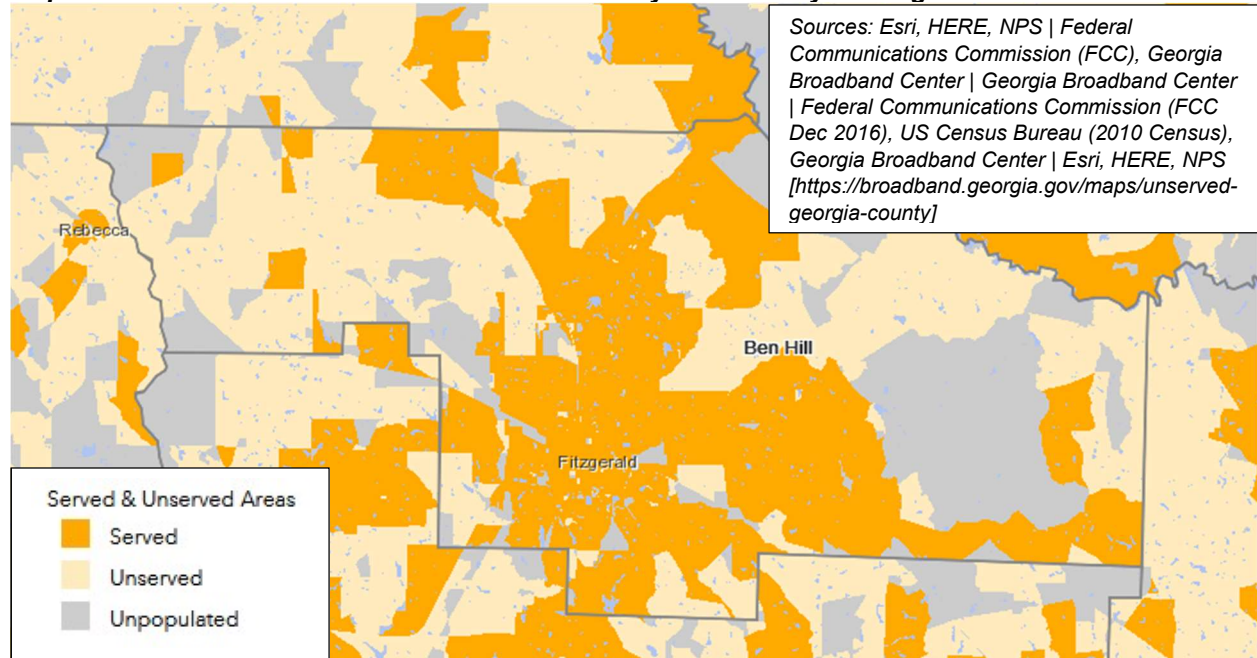 Sources: Esri, HERE, NPS | Federal
Communications Commission (FCC), Georgia
Broadband Center | Georgia Broadband Center
| Federal Communications Commission (FCC
Dec 2016), US Census Bureau (2010 Census),
Georgia Broadband Center | Esri, HERE, NPS
[https://broadband.georgia.gov/maps/unserved-
georgia-county]
Rebecca
Ben Hill
Fitzgerald
Served & Unserved Areas
Served
Unserved
Unpopulated